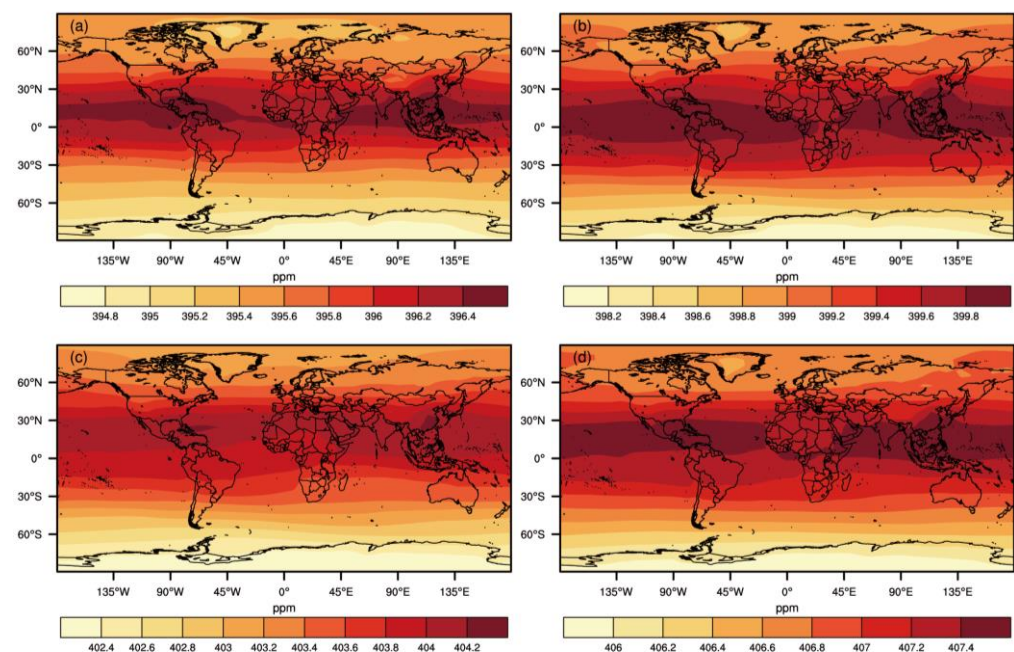 (a) (b)
60°N 60°N
30°N 30°N
0° 0°
30°S 30°S
60°S 60°S
135°W 90°W 45°W 0° 45°E 90°E 135°E 135°W 90°W 45°W 0° 45°E 90°E 135°E
ppm ppm
394.8 395 395.2 395.4 395.6 395.8 396 396.2 396.4 398.2 398.4 398.6 398.8 399 399.2 399.4 399.6 399.8
(c) (d)
60°N 60°N
30°N 30°N
0° 0°
30°S 30°S
60°S 60°S
135°W 90°W 45°W 0° 45°E 90°E 135°E 135°W 90°W 45°W 0° 45°E 90°E 135°E
ppm ppm
402.4 402.6 402.8 403 403.2 403.4 403.6 403.8 404 404.2 406 406.2 406.4 406.6 406.8 407 407.2 407.4